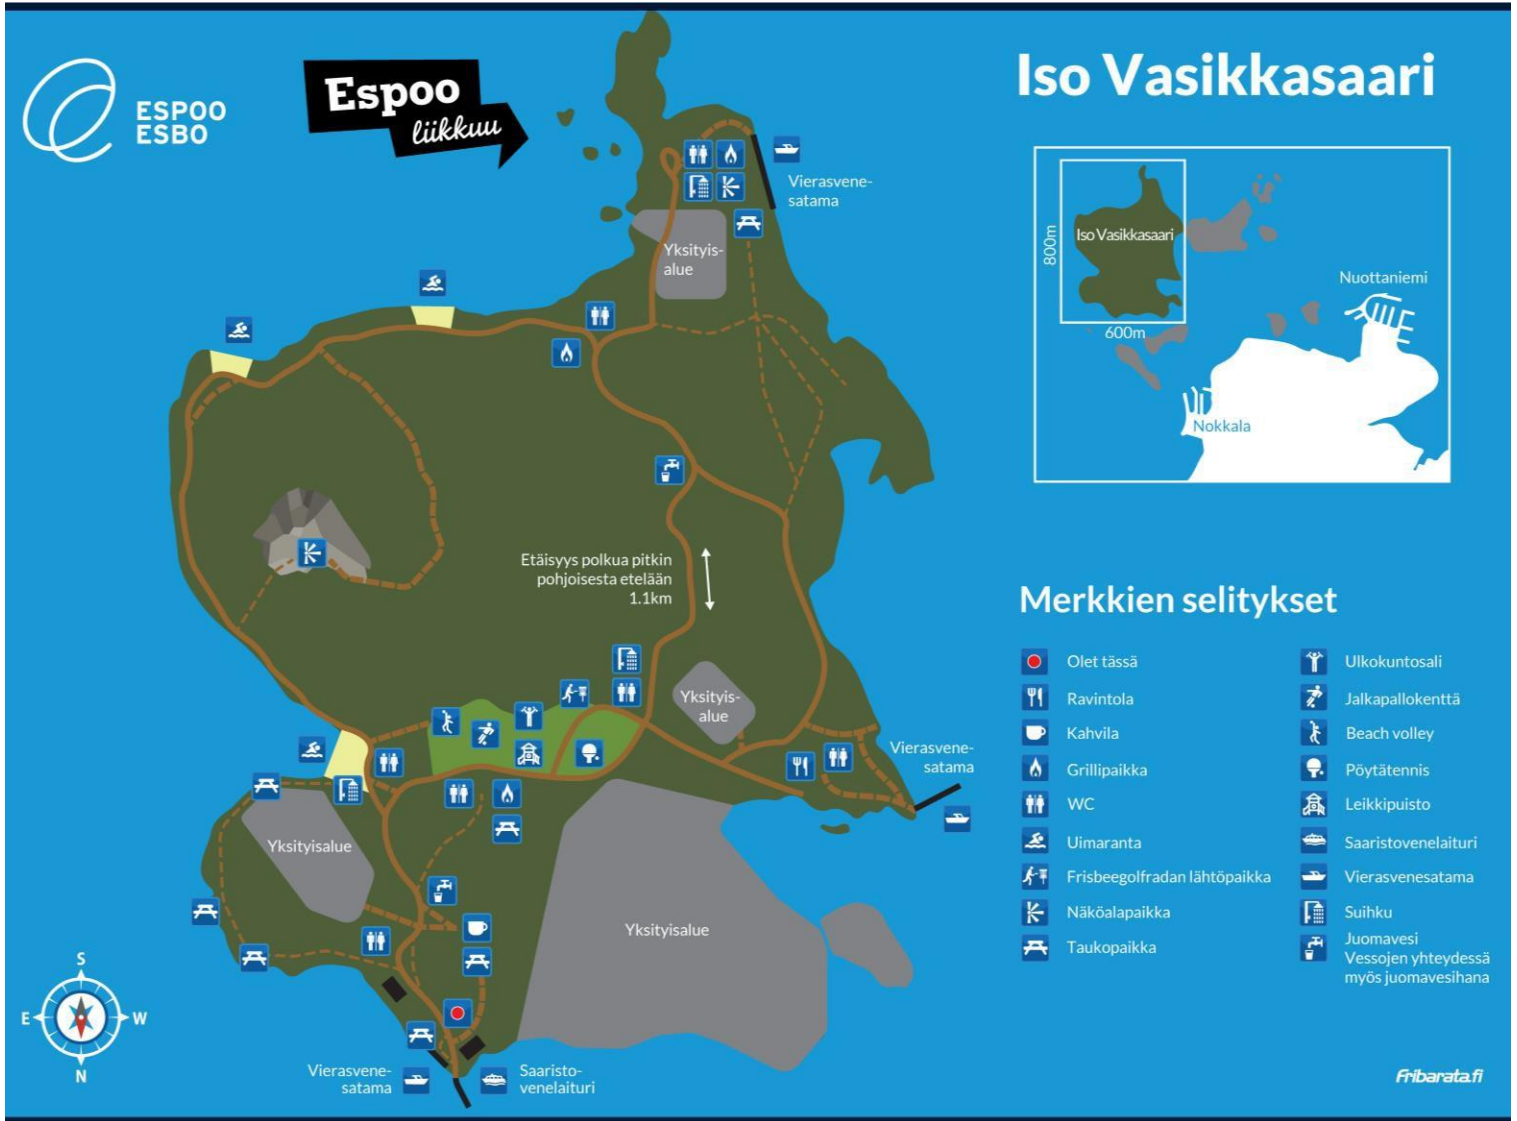 ESPOO
ESBO
Espoo
liikkuu
Iso Vasikkasaari
Vierasvene-
satama
Yksityis-
alue
800m
Iso Vasikkasaari
600m
Nuottaniemi
Nokkala
Etäisyys polkua pitkin
pohjoisesta etelään
1.1km
Yksityis-
alue
Vierasvene-
satama
Yksityisalue
Yksityisalue
Vierasvene-
satama
Saaristo-
venelaituri
S
E
W
N
Merkkien selitykset
Olet tässä
Ravintola
Kahvila
Grillipaikka
WC
Uimaranta
Frisbeegolfradan lähtöpaikka
Näköalapaikka
Taukopaikka
Ulkokuntosali
Jalkapallokenttä
Beach volley
Pöytätennis
Leikkipuisto
Saaristovenelaituri
Vierasvenesatama
Suihku
Juomavesi
Vessojen yhteydessä
myös juomavesihana
Fribarata.fi